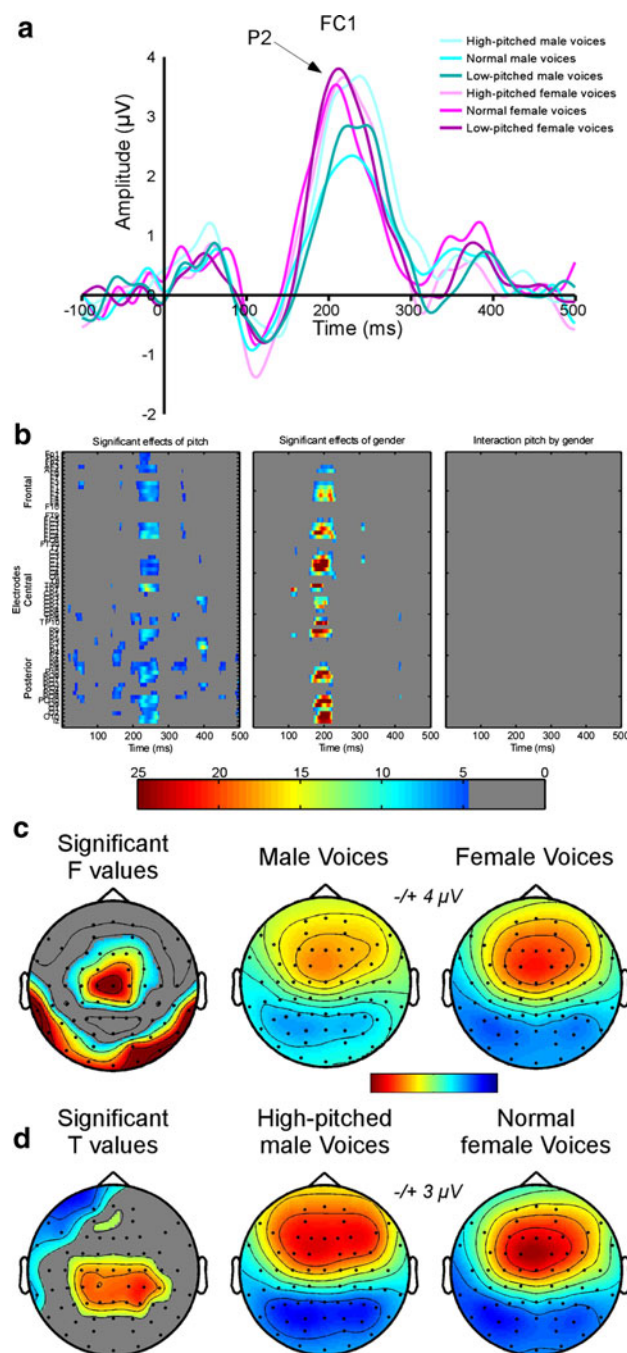 a
FC1
P2
High-pitched male voices
Normal male voices
Low-pitched male voices
High-pitched female voices
Normal female voices
Low-pitched female voices
Amplitude (µV)
4
3
2
1
0
-1
-2
-100 0 100 200 300 400 500
Time (ms)
b
Significant effects of pitch
Significant effects of gender
Interaction pitch by gender
Electrodes
Frontal
Central
Posterior
Fp1
F10
TP10
100 200 300 400 500
Time (ms)
100 200 300 400 500
Time (ms)
100 200 300 400 500
Time (ms)
25 20 15 10 5 0
c
Significant
F values
Male Voices
Female Voices
-/+ 4 µV
d
Significant
T values
High-pitched
male Voices
Normal
female Voices
-/+ 3 µV